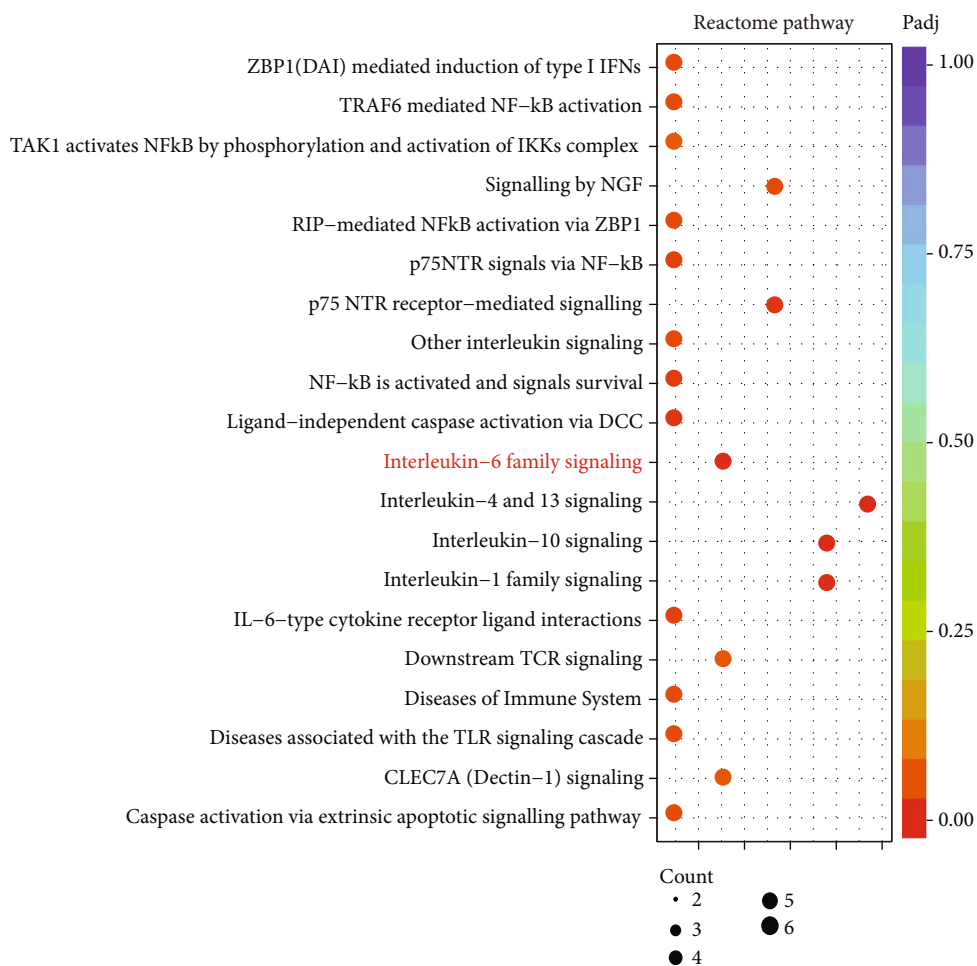 Reactome pathway
Padj
ZBP1(DAI) mediated induction of type I IFNs
TRAF6 mediated NF−kB activation
TAK1 activates NFkB by phosphorylation and activation of IKKs complex
Signalling by NGF
RIP−mediated NFkB activation via ZBP1
p75NTR signals via NF−kB
p75 NTR receptor−mediated signalling
Other interleukin signaling
NF−kB is activated and signals survival
Ligand−independent caspase activation via DCC
Interleukin−6 family signaling
Interleukin−4 and 13 signaling
Interleukin−10 signaling
Interleukin−1 family signaling
IL−6−type cytokine receptor ligand interactions
Downstream TCR signaling
Diseases of Immune System
Diseases associated with the TLR signaling cascade
CLEC7A (Dectin−1) signaling
Caspase activation via extrinsic apoptotic signalling pathway
1.00
0.75
0.50
0.25
0.00
Count
2
3
4
5
6